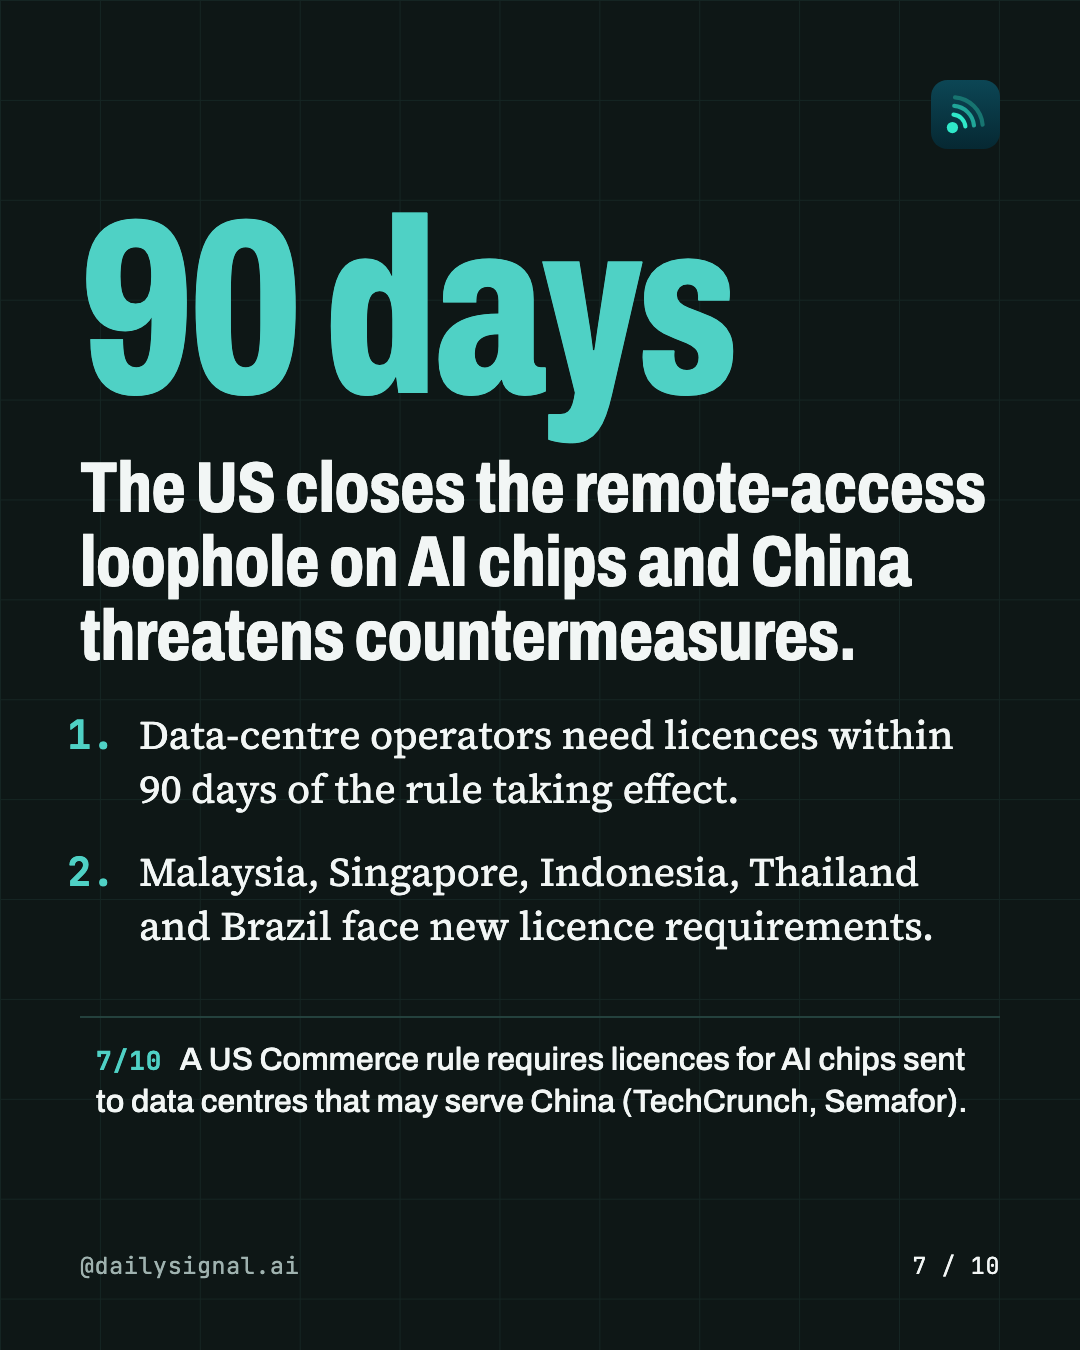 90 days
The US closes the remote-access
loophole on AI chips and China
threatens countermeasures.
1. Data-centre operators need licences within
90 days of the rule taking effect.
2. Malaysia, Singapore, Indonesia, Thailand
and Brazil face new licence requirements.
7/10 A US Commerce rule requires licences for AI chips sent
to data centres that may serve China (TechCrunch, Semafor).
@dailysignal.ai
7 / 10